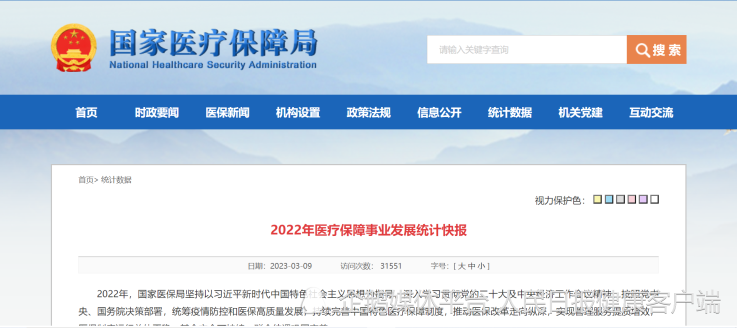 国家医疗保障局
National Healthcare Security Administration
请输入关键字查询
搜索
首页 时政要闻 医保新闻 机构设置 政策法规 信息公开 统计数据 机关党建 互动交流
首页> 统计数据
视力保护色：
2022年医疗保障事业发展统计快报
日期：2023-03-09 访问次数：31551 字号：[ 大 中 小 ]
2022年，国家医保局坚持以习近平新时代中国特色社会主义思想为指导，深入学习贯彻党的二十大及中央经济工作会议精神，按照党中
央、国务院决策部署，统筹疫情防控和医保高质量发展，持续完善中国特色医疗保障制度，推动医保改革走向纵深，实现管理服务提质增效，
企鹅媒体平台 人民日报健康客户端